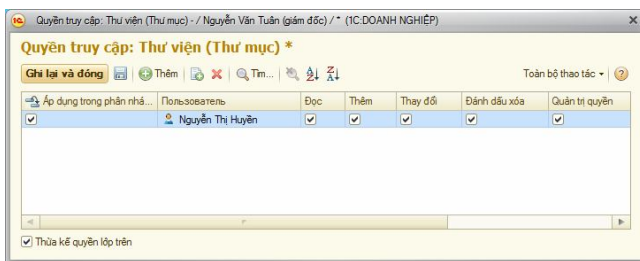 Quyền truy cập: Thư viện (Thư mục) - / Nguyễn Văn Tuân (giám đốc) / * (1C:DOANH NGHIỆP)
Quyền truy cập: Thư viện (Thư mục) *
Ghi lại và đóng Thêm Tìm... Toàn bộ thao tác
Áp dụng trong phân nhá... Пользователь Đọc Thêm Thay đổi Đánh dấu xóa Quản trị quyền
Nguyễn Thị Huyền
Thừa kế quyền lớp trên